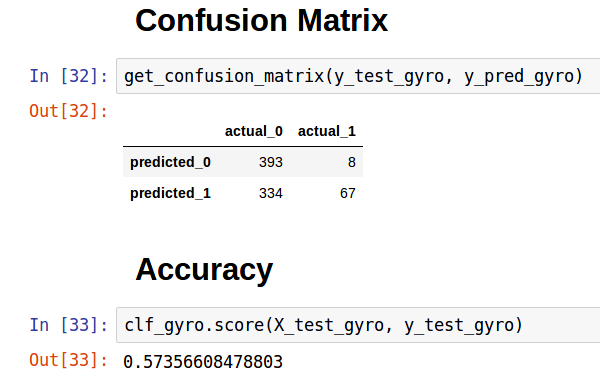 Confusion Matrix
In [32]: get_confusion_matrix(y_test_gyro, y_pred_gyro)
Out[32]:
actual_0 actual_1
predicted_0 393 8
predicted_1 334 67
Accuracy
In [33]: clf_gyro.score(X_test_gyro, y_test_gyro)
Out[33]: 0.57356608478803